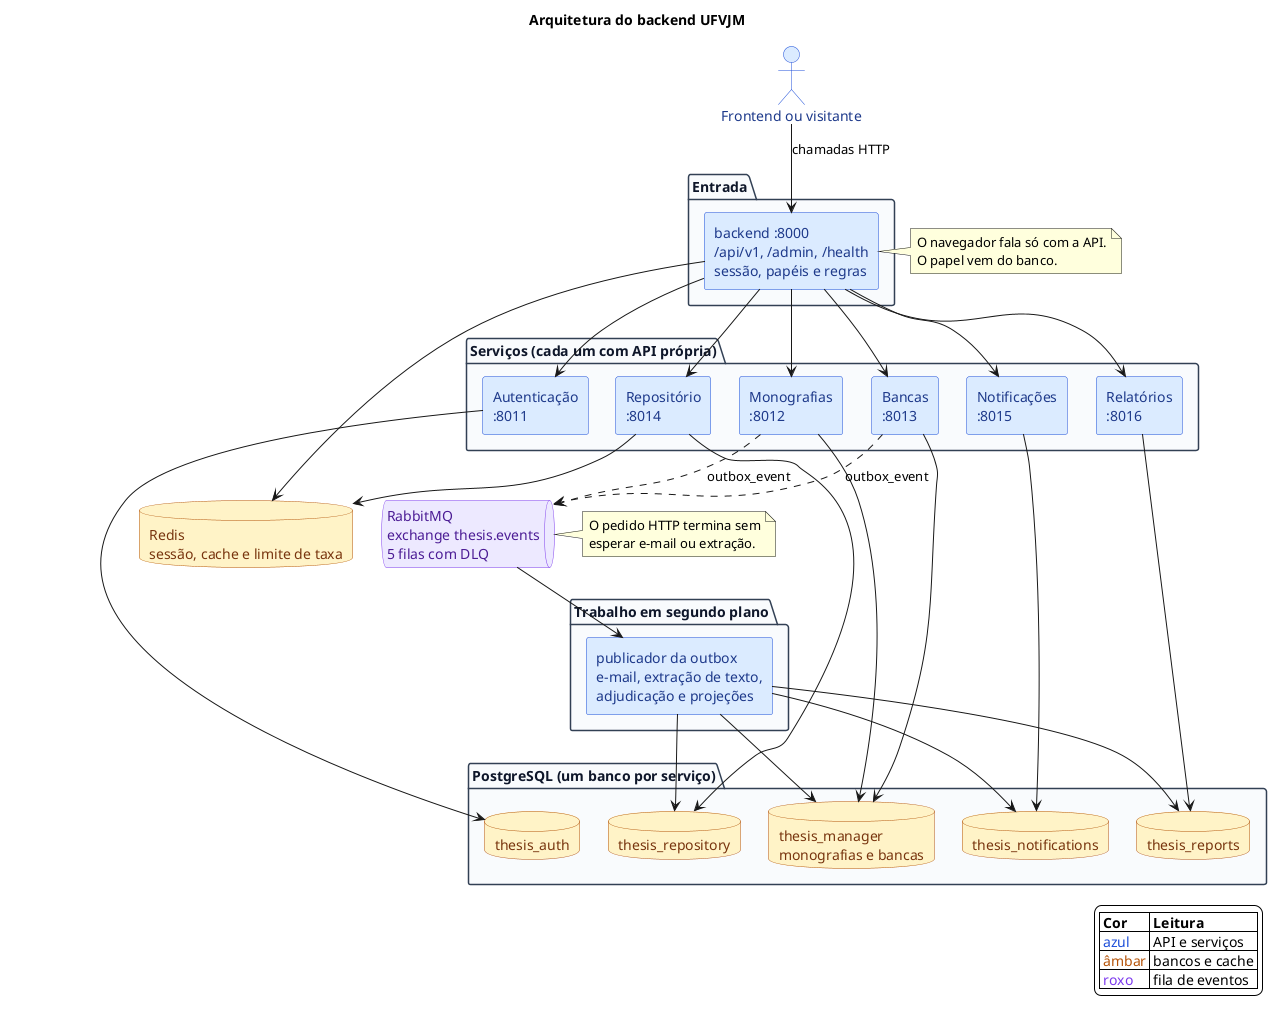 Arquitetura do backend UFVJM
Frontend ou visitante
chamadas HTTP
Entrada
backend :8000
/api/v1, /admin, /health
sessão, papéis e regras
O navegador fala só com a API.
O papel vem do banco.
Serviços (cada um com API própria)
Autenticação
:8011
Repositório
:8014
Monografias
:8012
Bancas
:8013
Notificações
:8015
Relatórios
:8016
outbox_event
outbox_event
Redis
sessão, cache e limite de taxa
RabbitMQ
exchange thesis.events
5 filas com DLQ
O pedido HTTP termina sem
esperar e-mail ou extração.
Trabalho em segundo plano
publicador da outbox
e-mail, extração de texto,
adjudicação e projeções
PostgreSQL (um banco por serviço)
thesis_auth
thesis_repository
thesis_manager
monografias e bancas
thesis_notifications
thesis_reports
Cor Leitura
azul API e serviços
âmbar bancos e cache
roxo fila de eventos